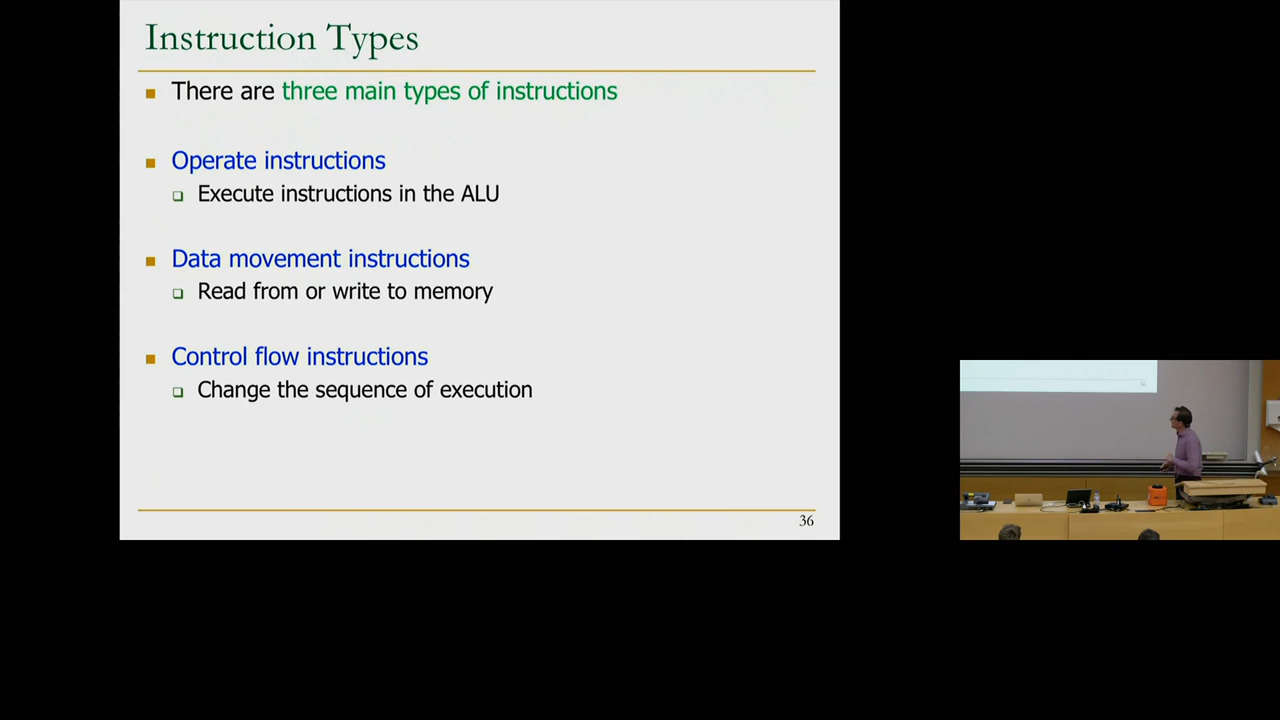 Instruction Types
There are three main types of instructions
Operate instructions
Execute instructions in the ALU
Data movement instructions
Read from or write to memory
Control flow instructions
Change the sequence of execution
36